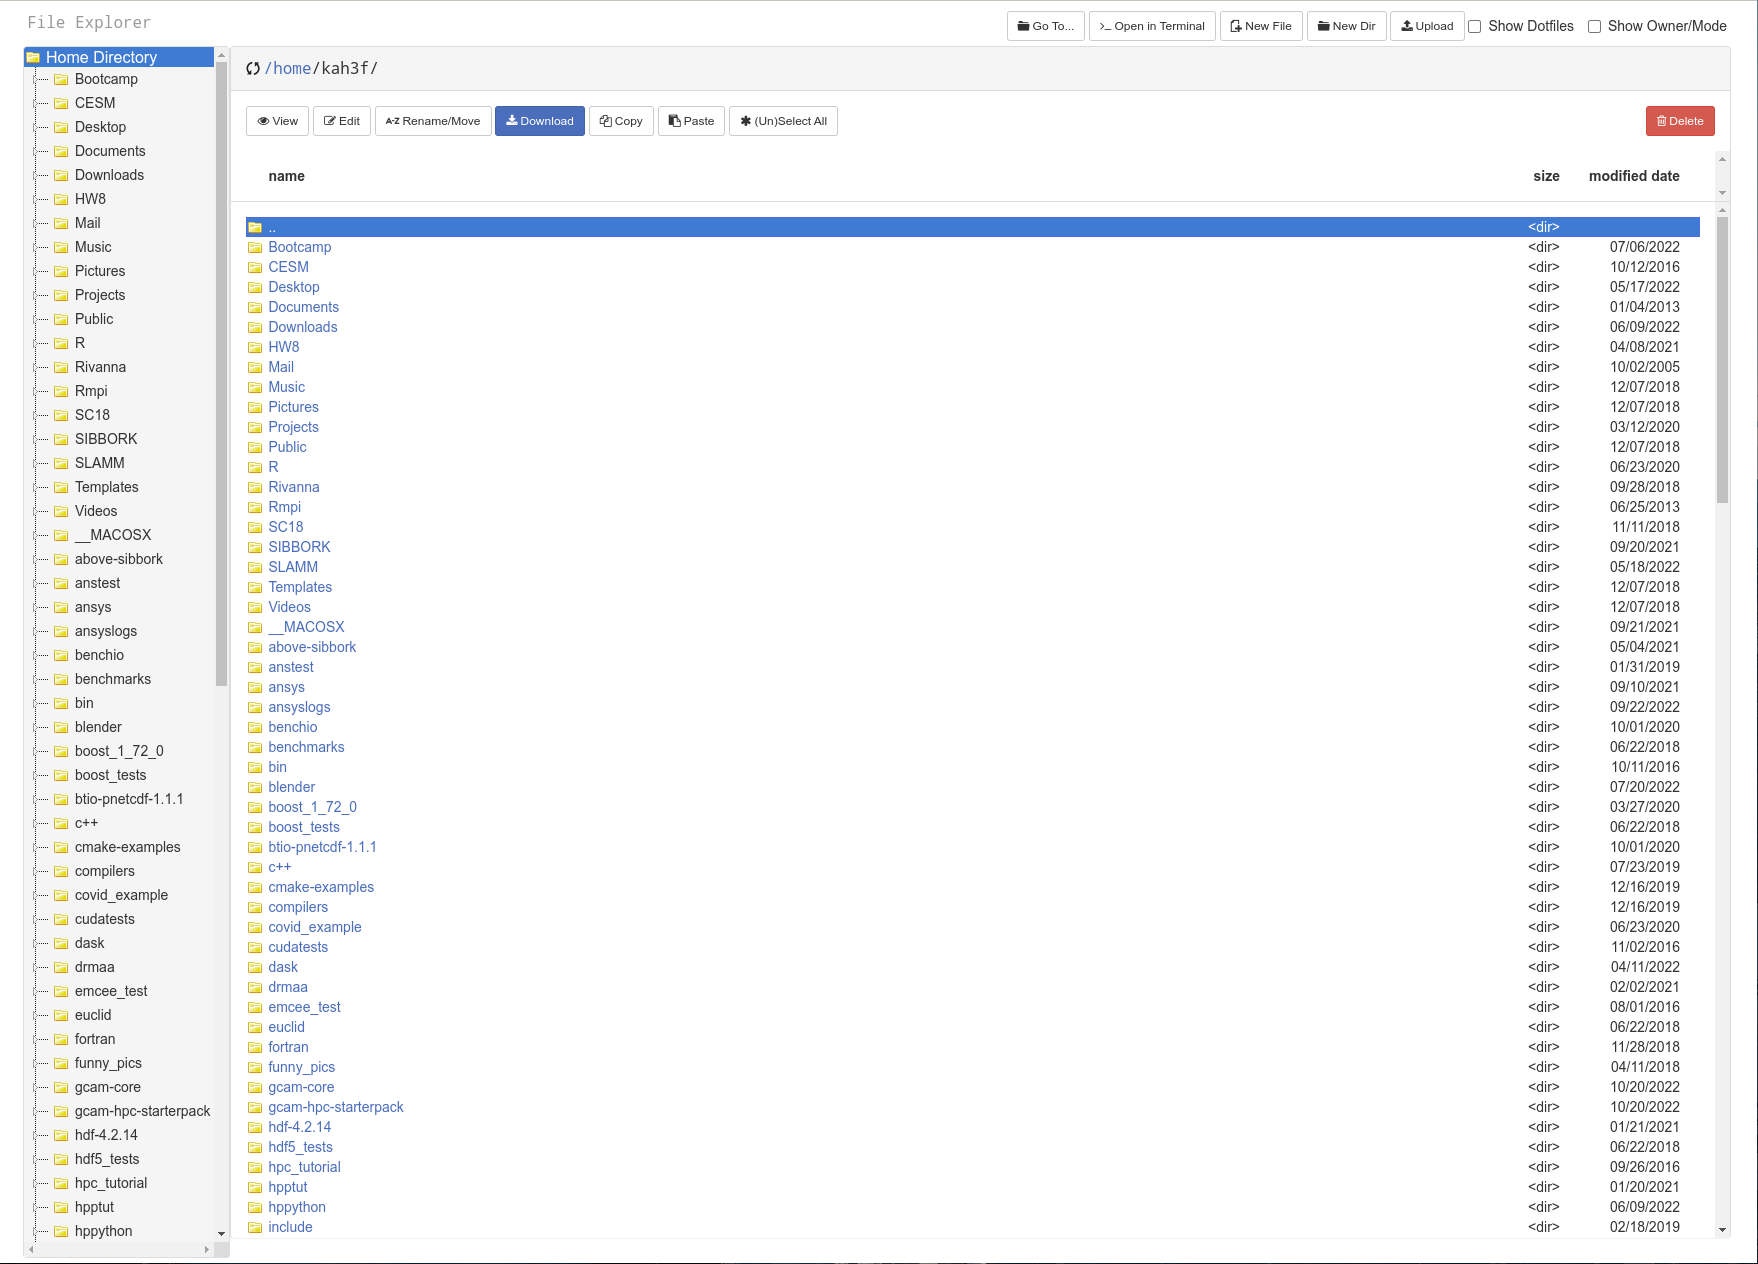 File Explorer
Go To... Open in Terminal New File New Dir Upload Show Dotfiles Show Owner/Mode
Home Directory
Bootcamp
CESM
Desktop
Documents
Downloads
HW8
Mail
Music
Pictures
Projects
Public
R
Rivanna
Rmpi
SC18
SIBBORK
SLAMM
Templates
Videos
__MACOSX
above-sibbork
anstest
ansys
ansyslogs
benchio
benchmarks
bin
blender
boost_1_72_0
boost_tests
btio-pnetcdf-1.1.1
c++
cmake-examples
compilers
covid_example
cudatests
dask
drmaa
emcee_test
euclid
fortran
funny_pics
gcam-core
gcam-hpc-starterpack
hdf-4.2.14
hdf5_tests
hpc_tutorial
hpptut
hppython
/home/kah3f/
View Edit A-Z Rename/Move Download Copy Paste (Un)Select All Delete
name size modified date
.. <dir>
Bootcamp <dir> 07/06/2022
CESM <dir> 10/12/2016
Desktop <dir> 05/17/2022
Documents <dir> 01/04/2013
Downloads <dir> 06/09/2022
HW8 <dir> 04/08/2021
Mail <dir> 10/02/2005
Music <dir> 12/07/2018
Pictures <dir> 12/07/2018
Projects <dir> 03/12/2020
Public <dir> 12/07/2018
R <dir> 06/23/2020
Rivanna <dir> 09/28/2018
Rmpi <dir> 06/25/2013
SC18 <dir> 11/11/2018
SIBBORK <dir> 09/20/2021
SLAMM <dir> 05/18/2022
Templates <dir> 12/07/2018
Videos <dir> 12/07/2018
__MACOSX <dir> 09/21/2021
above-sibbork <dir> 05/04/2021
anstest <dir> 01/31/2019
ansys <dir> 09/10/2021
ansyslogs <dir> 09/22/2022
benchio <dir> 10/01/2020
benchmarks <dir> 06/22/2018
bin <dir> 10/11/2016
blender <dir> 07/20/2022
boost_1_72_0 <dir> 03/27/2020
boost_tests <dir> 06/22/2018
btio-pnetcdf-1.1.1 <dir> 10/01/2020
c++ <dir> 07/23/2019
cmake-examples <dir> 12/16/2019
compilers <dir> 12/16/2019
covid_example <dir> 06/23/2020
cudatests <dir> 11/02/2016
dask <dir> 04/11/2022
drmaa <dir> 02/02/2021
emcee_test <dir> 08/01/2016
euclid <dir> 06/22/2018
fortran <dir> 11/28/2018
funny_pics <dir> 04/11/2018
gcam-core <dir> 10/20/2022
gcam-hpc-starterpack <dir> 10/20/2022
hdf-4.2.14 <dir> 01/21/2021
hdf5_tests <dir> 06/22/2018
hpc_tutorial <dir> 09/26/2016
hpptut <dir> 01/20/2021
hppython <dir> 06/09/2022
include <dir> 02/18/2019